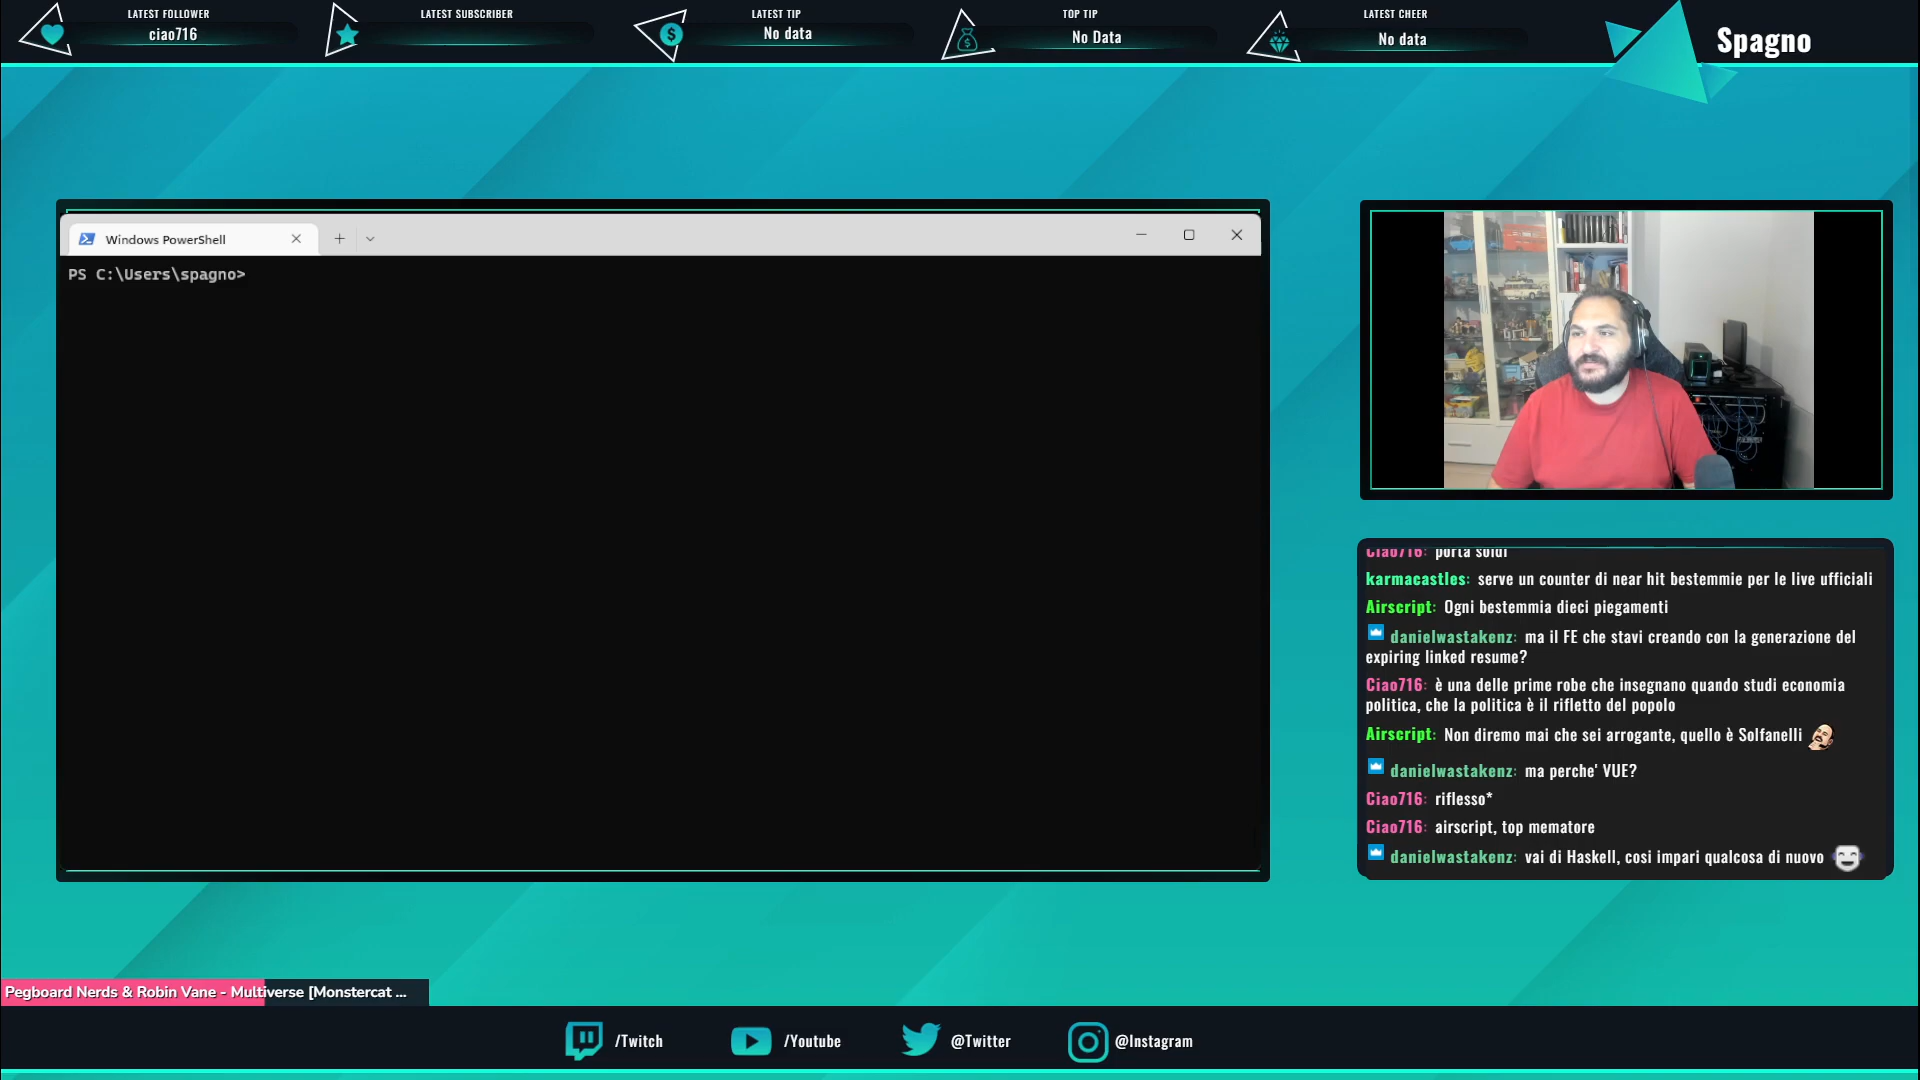 LATEST FOLLOWER
ciao716
LATEST SUBSCRIBER
LATEST TIP
No data
TOP TIP
No Data
LATEST CHEER
No data
Spagno
Windows PowerShell
PS C:\Users\spagno>
Ciao716: porta soldi
karmacastles: serve un counter di near hit bestemmie per le live ufficiali
Airscript: Ogni bestemmia dieci piegamenti
danielwastakenz: ma il FE che stavi creando con la generazione del
expiring linked resume?
Ciao716: è una delle prime robe che insegnano quando studi economia
politica, che la politica è il rifletto del popolo
Airscript: Non diremo mai che sei arrogante, quello è Solfanelli
danielwastakenz: ma perche' VUE?
Ciao716: riflesso*
Ciao716: airscript, top mematore
danielwastakenz: vai di Haskell, cosi impari qualcosa di nuovo
Pegboard Nerds & Robin Vane - Multiverse [Monstercat ...
/Twitch
/Youtube
@Twitter
@Instagram